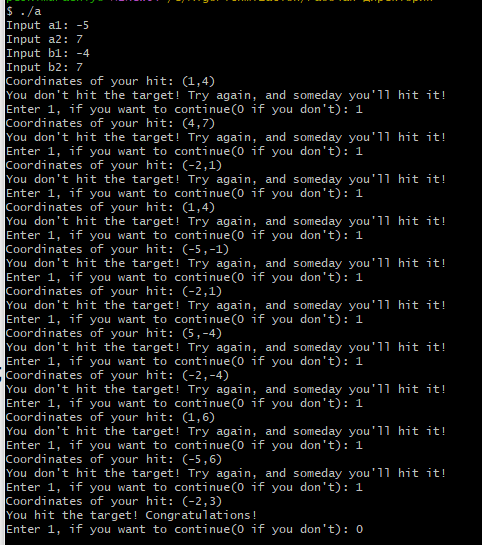 $ ./a
Input a1: -5
Input a2: 7
Input b1: -4
Input b2: 7
Coordinates of your hit: (1,4)
You don't hit the target! Try again, and someday you'll hit it!
Enter 1, if you want to continue(0 if you don't): 1
Coordinates of your hit: (4,7)
You don't hit the target! Try again, and someday you'll hit it!
Enter 1, if you want to continue(0 if you don't): 1
Coordinates of your hit: (-2,1)
You don't hit the target! Try again, and someday you'll hit it!
Enter 1, if you want to continue(0 if you don't): 1
Coordinates of your hit: (1,4)
You don't hit the target! Try again, and someday you'll hit it!
Enter 1, if you want to continue(0 if you don't): 1
Coordinates of your hit: (-5,-1)
You don't hit the target! Try again, and someday you'll hit it!
Enter 1, if you want to continue(0 if you don't): 1
Coordinates of your hit: (-2,1)
You don't hit the target! Try again, and someday you'll hit it!
Enter 1, if you want to continue(0 if you don't): 1
Coordinates of your hit: (5,-4)
You don't hit the target! Try again, and someday you'll hit it!
Enter 1, if you want to continue(0 if you don't): 1
Coordinates of your hit: (-2,-4)
You don't hit the target! Try again, and someday you'll hit it!
Enter 1, if you want to continue(0 if you don't): 1
Coordinates of your hit: (1,6)
You don't hit the target! Try again, and someday you'll hit it!
Enter 1, if you want to continue(0 if you don't): 1
Coordinates of your hit: (-5,6)
You don't hit the target! Try again, and someday you'll hit it!
Enter 1, if you want to continue(0 if you don't): 1
Coordinates of your hit: (-2,3)
You hit the target! Congratulations!
Enter 1, if you want to continue(0 if you don't): 0